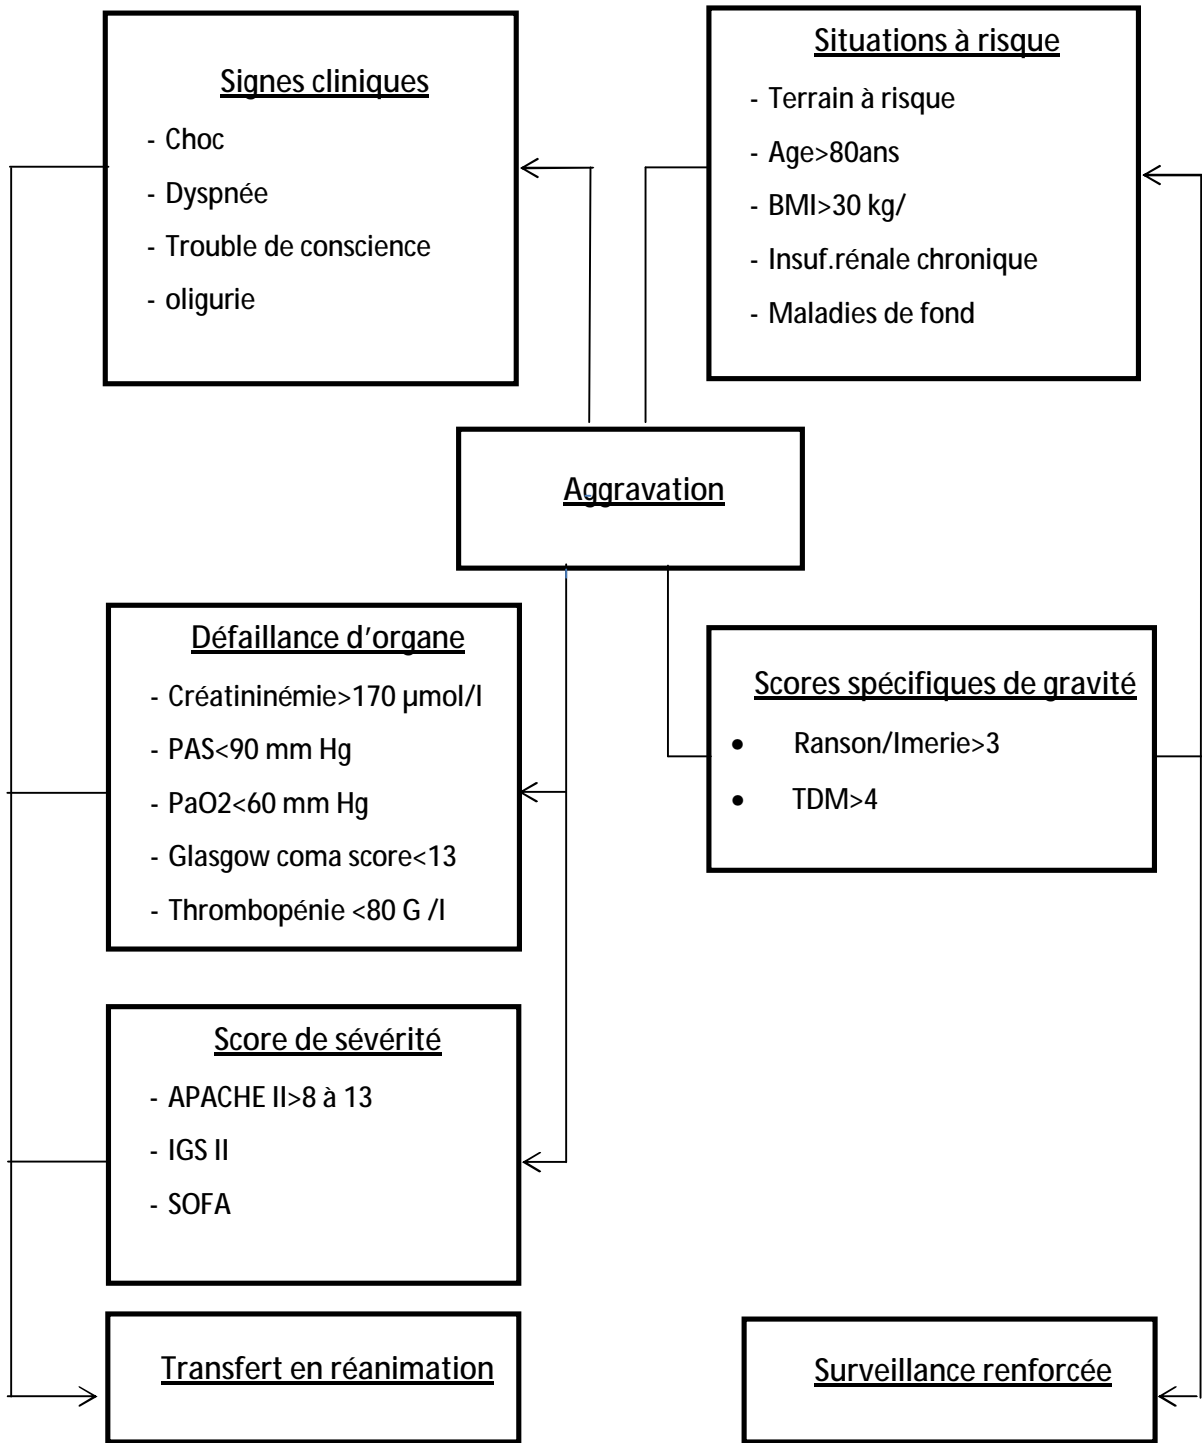 Signes cliniques
- Choc
- Dyspnée
- Trouble de conscience
- oligurie
Situations à risque
- Terrain à risque
- Age>80ans
- BMI>30 kg/
- Insuf.rénale chronique
- Maladies de fond
Aggravation
Défaillance d'organe
- Créatininémie>170 µmol/l
- PAS<90 mm Hg
- PaO2<60 mm Hg
- Glasgow coma score<13
- Thrombopénie <80 G /l
Scores spécifiques de gravité
• Ranson/Imerie>3
• TDM>4
Score de sévérité
- APACHE II>8 à 13
- IGS II
- SOFA
Transfert en réanimation
Surveillance renforcée